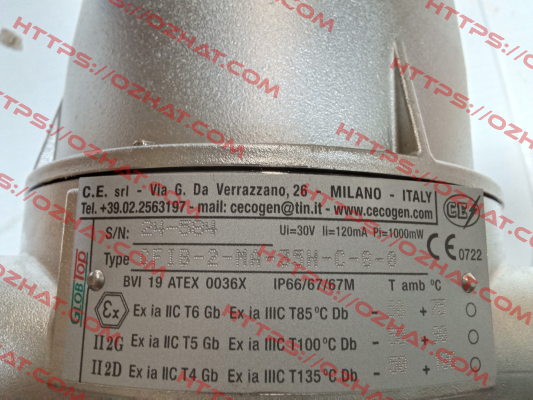 C.E. srl - Via G. Da Verrazzano, 26 - MILANO - ITALY
Tel. +39.02.2563197 - mail: cecogen@tin.it - www.cecogen.com
S/N: Ui=30V Ii=120mA Pi=1000mW
CE 0722
Type
BVI 19 ATEX 0036X IP66/67/67M T amb °C
Ex Ex ia IIC T6 Gb Ex ia IIIC T85°C Db - +
II2G Ex ia IIC T5 Gb Ex ia IIIC T100°C Db - +
II2D Ex ia IIC T4 Gb Ex ia IIIC T135°C Db - +
GLOBTOP
HTTPS://OZHAT.COM